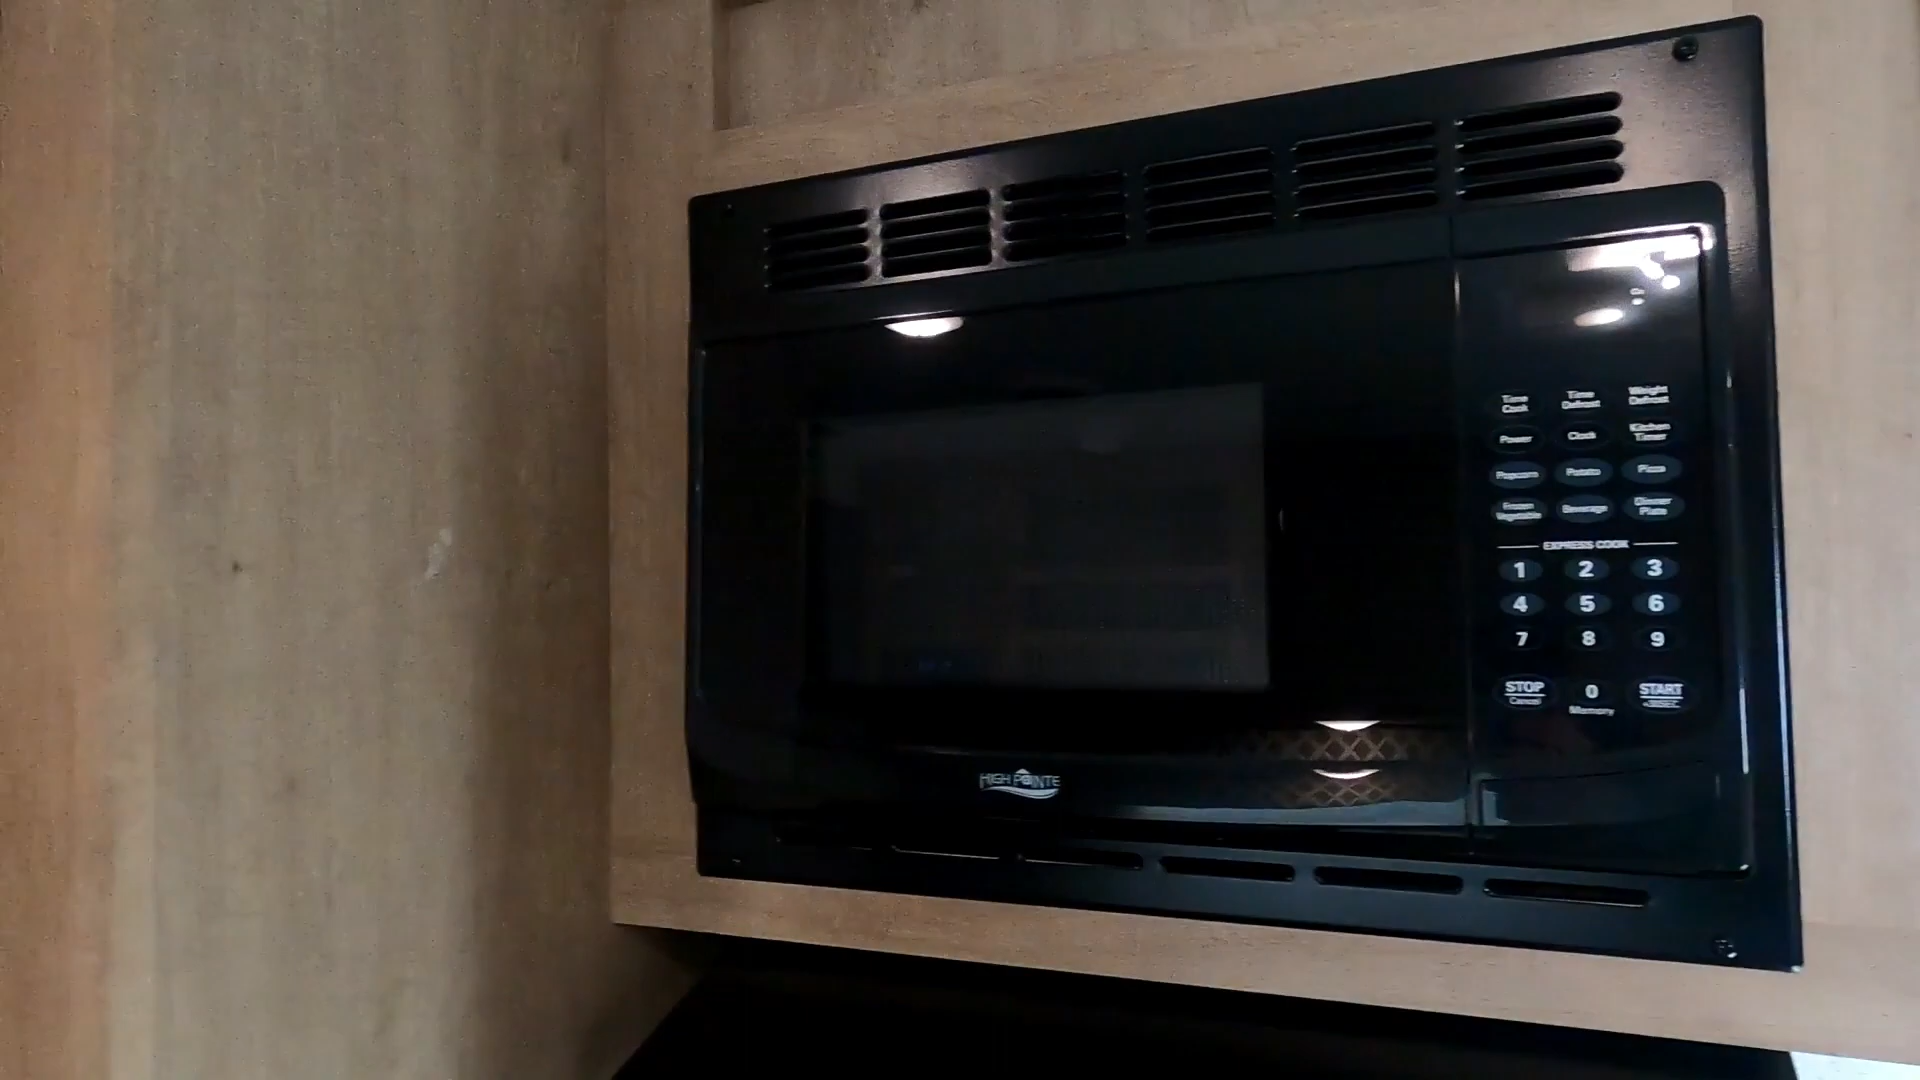 Time Cook
Time Defrost
Weight Defrost
Power
Clock
Kitchen Timer
Popcorn
Potato
Pizza
Frozen Vegetable
Beverage
Dinner Plate
EXPRESS COOK
1 2 3
4 5 6
7 8 9
STOP
Cancel
0
Memory
START
+30SEC
HIGH POINTE